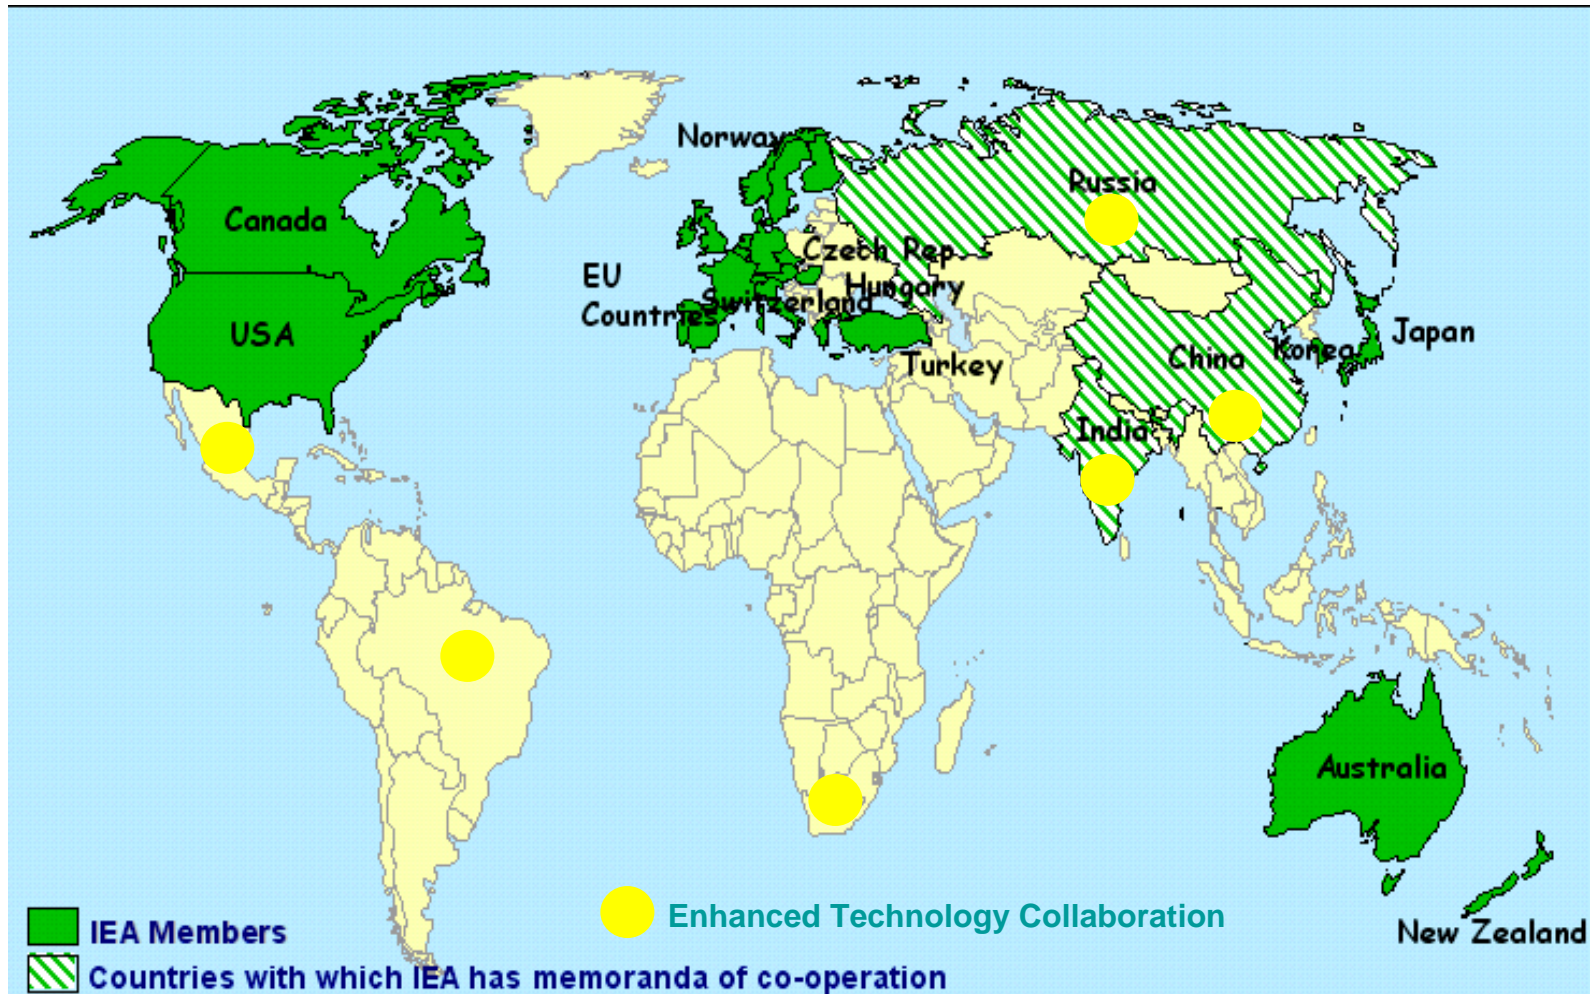 Norway
Russia
Canada
Czech Rep.
EU
Countries
Hungary
Switzerland
USA
Japan
Korea
China
Turkey
India
Australia
Enhanced Technology Collaboration
IEA Members
New Zealand
Countries with which IEA has memoranda of co-operation